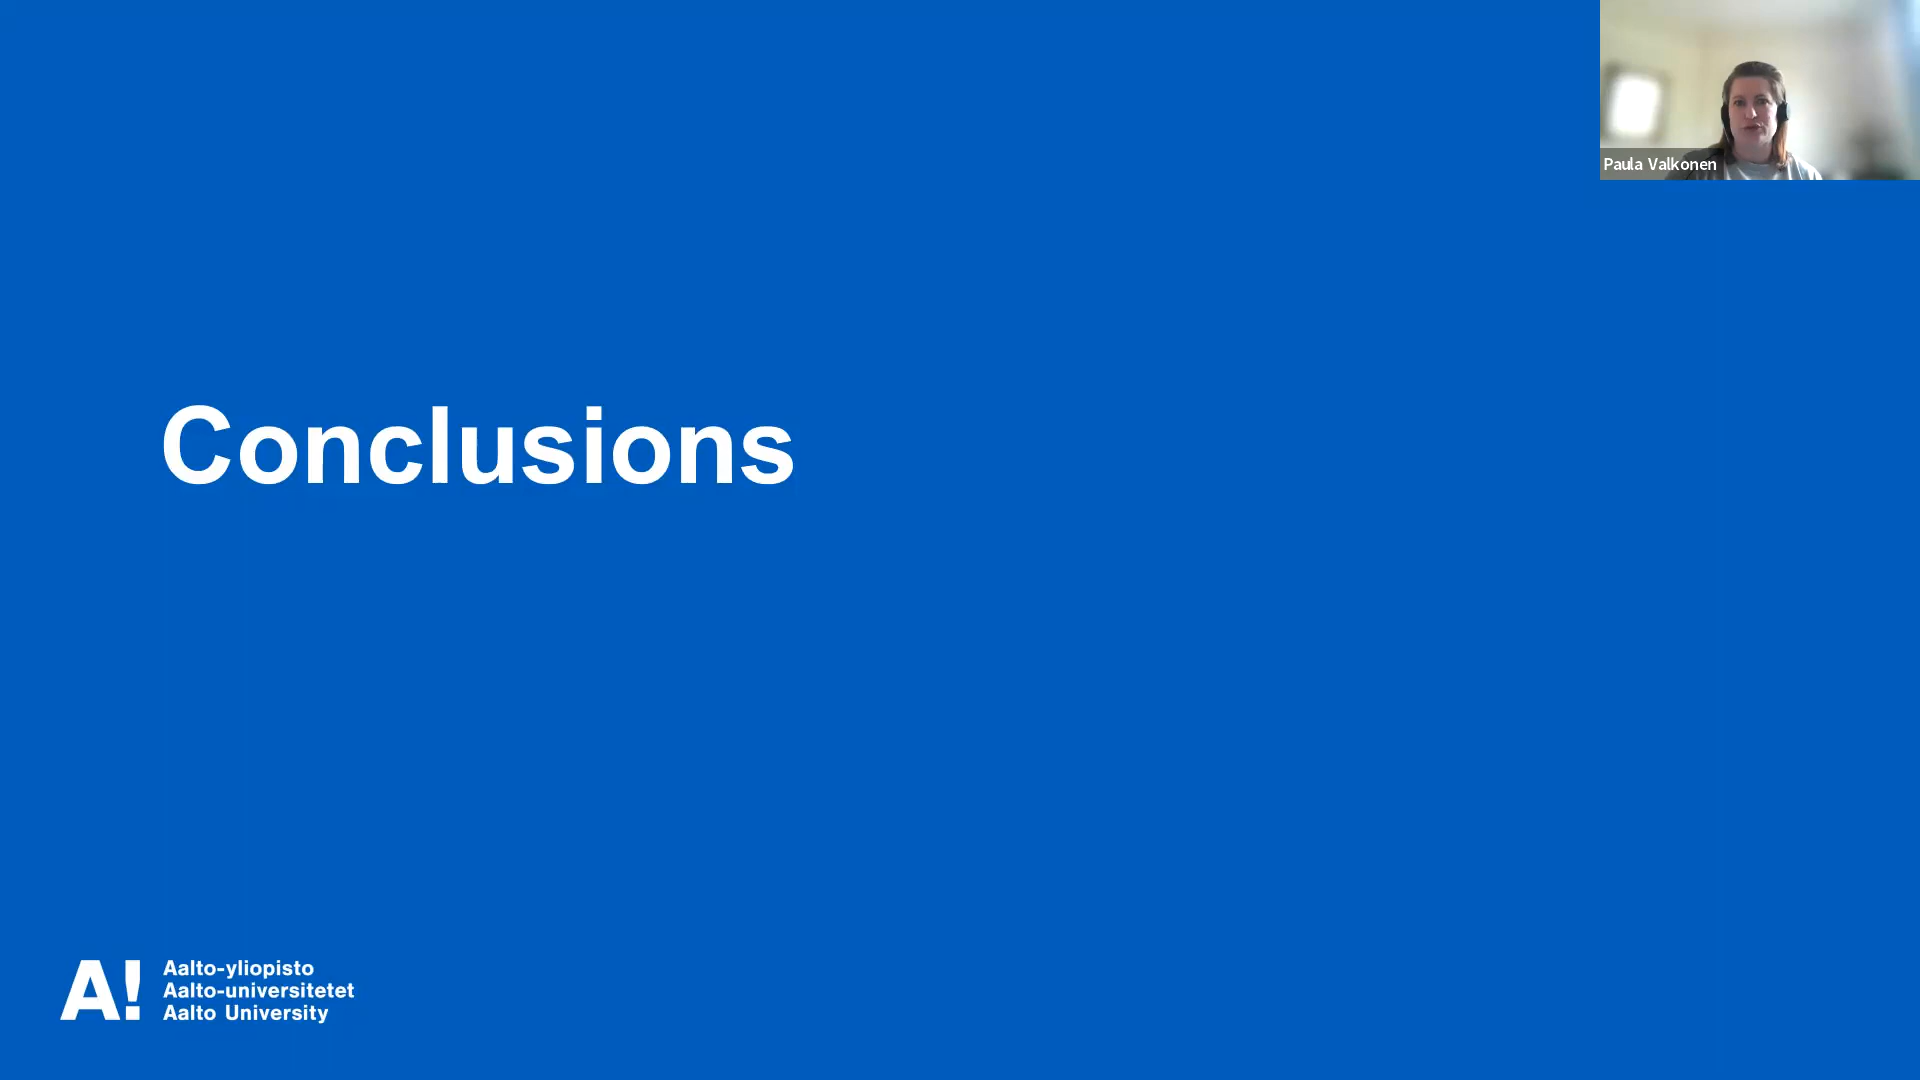 Paula Valkonen
Conclusions
A!
Aalto-yliopisto
Aalto-universitetet
Aalto University